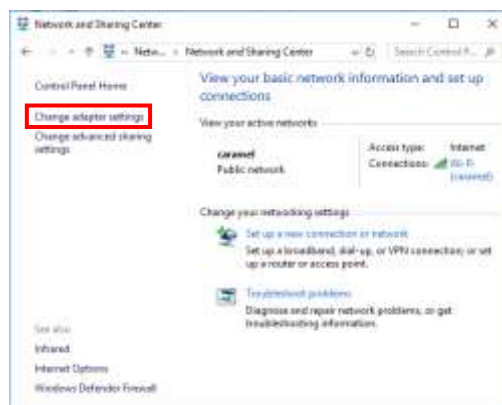 Network and Sharing Center
« Netw... › Network and Sharing Center
Search Control P...
Control Panel Home
Change adapter settings
Change advanced sharing
settings
View your basic network information and set up
connections
View your active networks
caramel
Public network
Access type: Internet
Connections: Wi-Fi
(caramel)
Change your networking settings
Set up a new connection or network
Set up a broadband, dial-up, or VPN connection; or set
up a router or access point.
Troubleshoot problems
Diagnose and repair network problems, or get
troubleshooting information.
See also
Infrared
Internet Options
Windows Defender Firewall